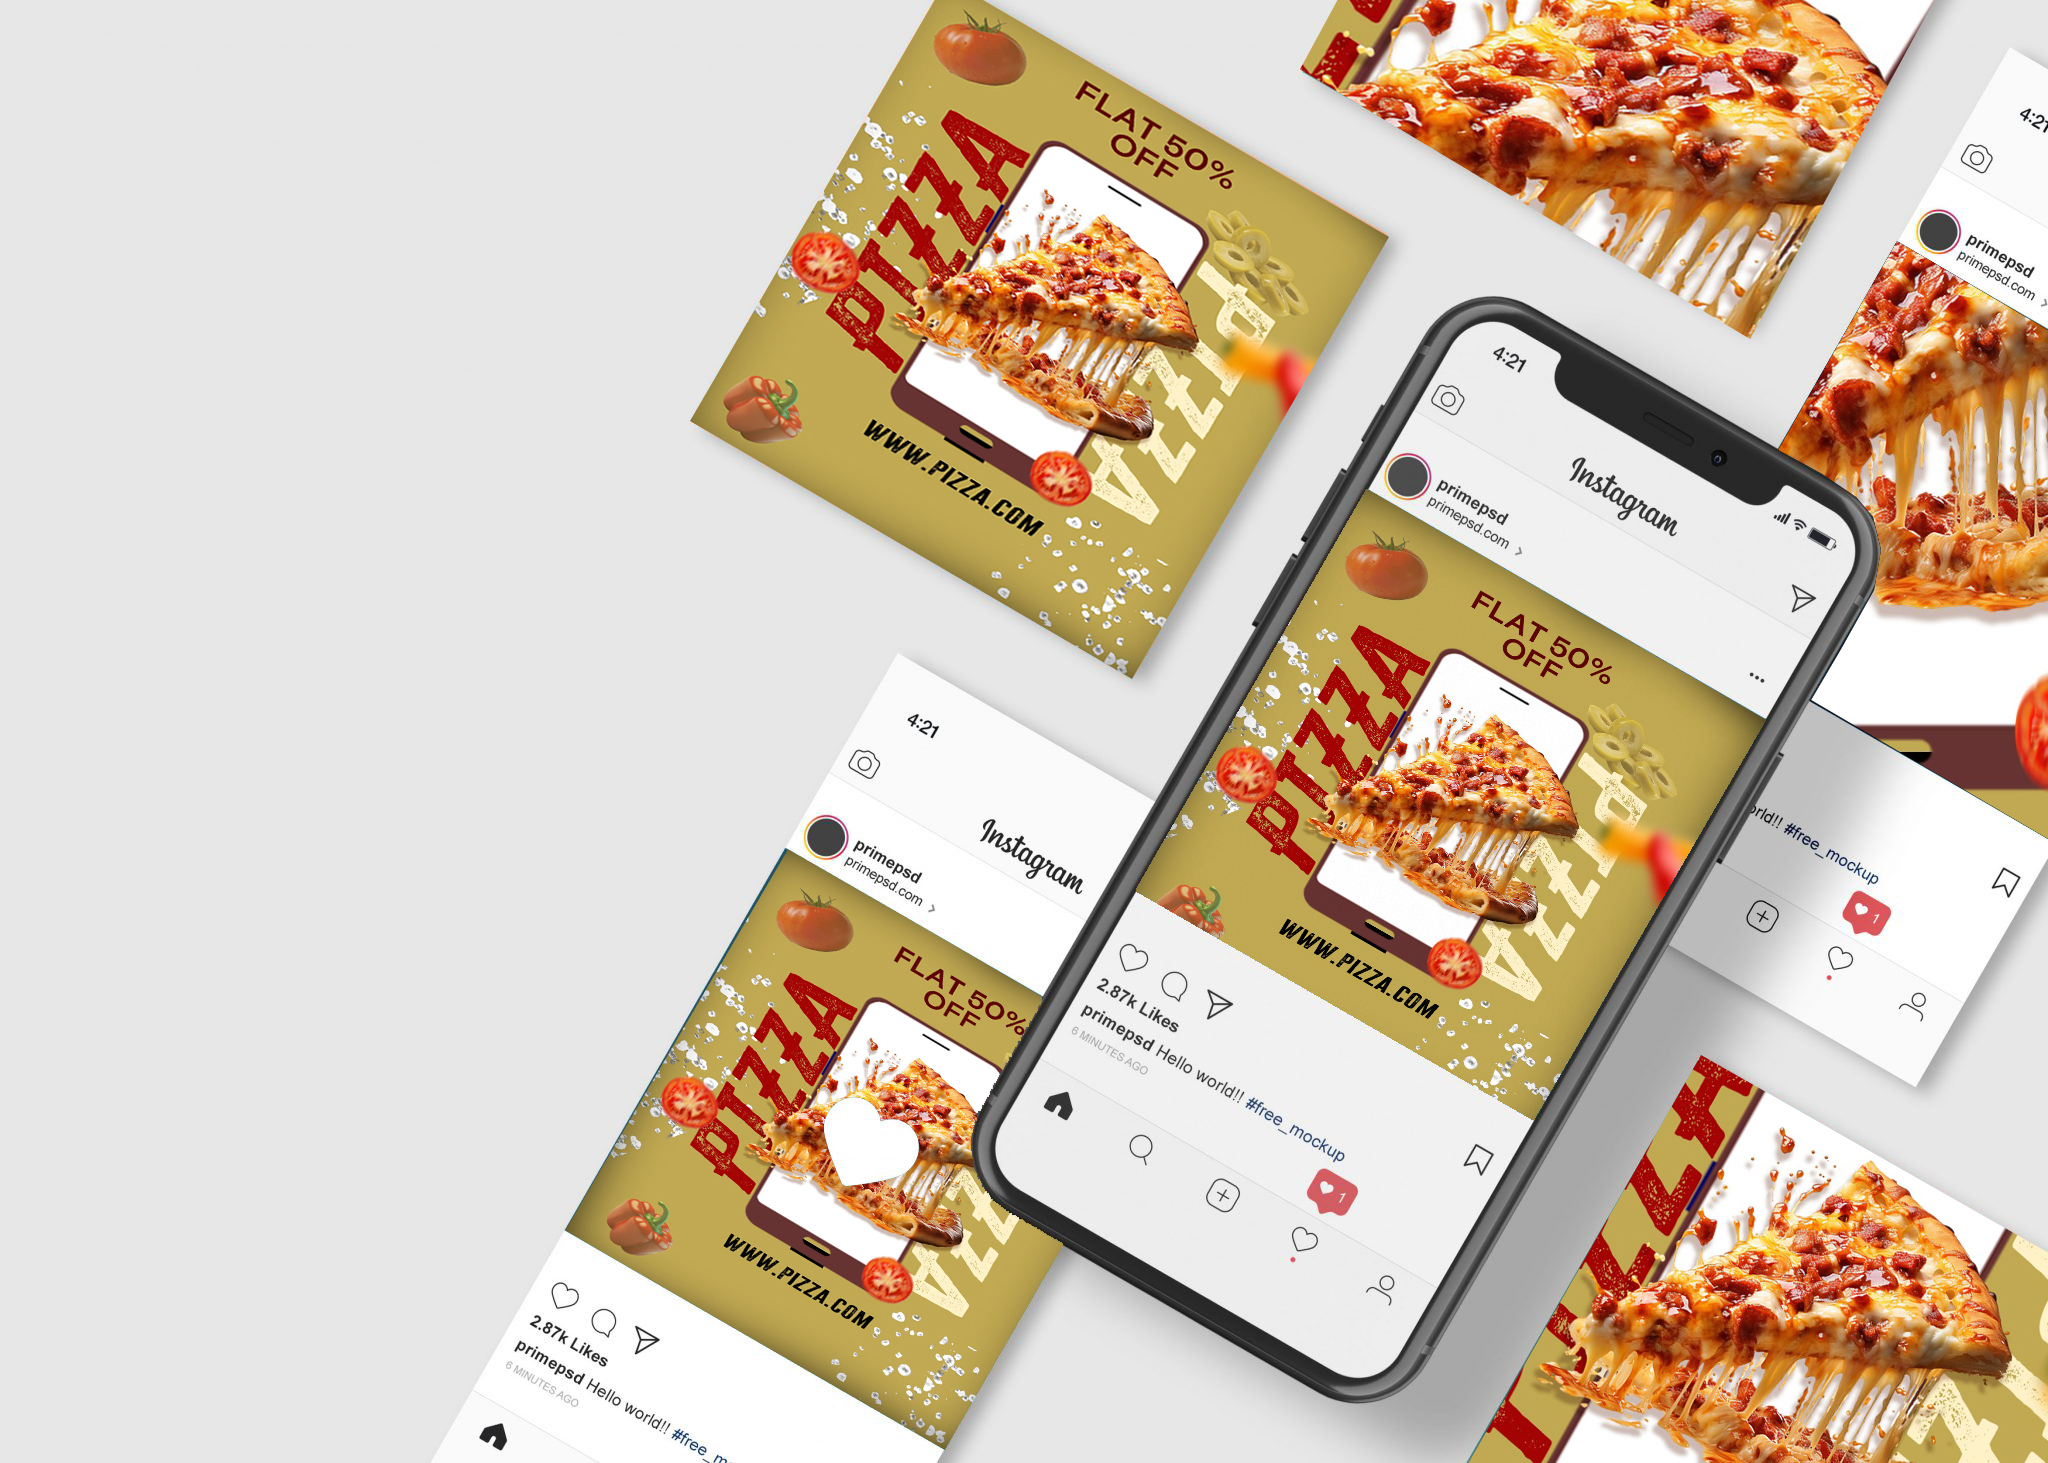 FLAT 50%
OFF
PIZZA
PIZZA
WWW.PIZZA.COM
4:21
primepsd
primepsd.com >
4:21
Instagram
primepsd
primepsd.com >
FLAT 50%
OFF
PIZZA
PIZZA
WWW.PIZZA.COM
2.87k Likes
primepsd Hello world!! #free_mockup
6 MINUTES AGO
1
4:21
Instagram
primepsd
primepsd.com >
FLAT 50%
OFF
PIZZA
WWW.PIZZA.COM
2.87k Likes
primepsd Hello world!!
6 MINUTES AGO
#free_mockup
1